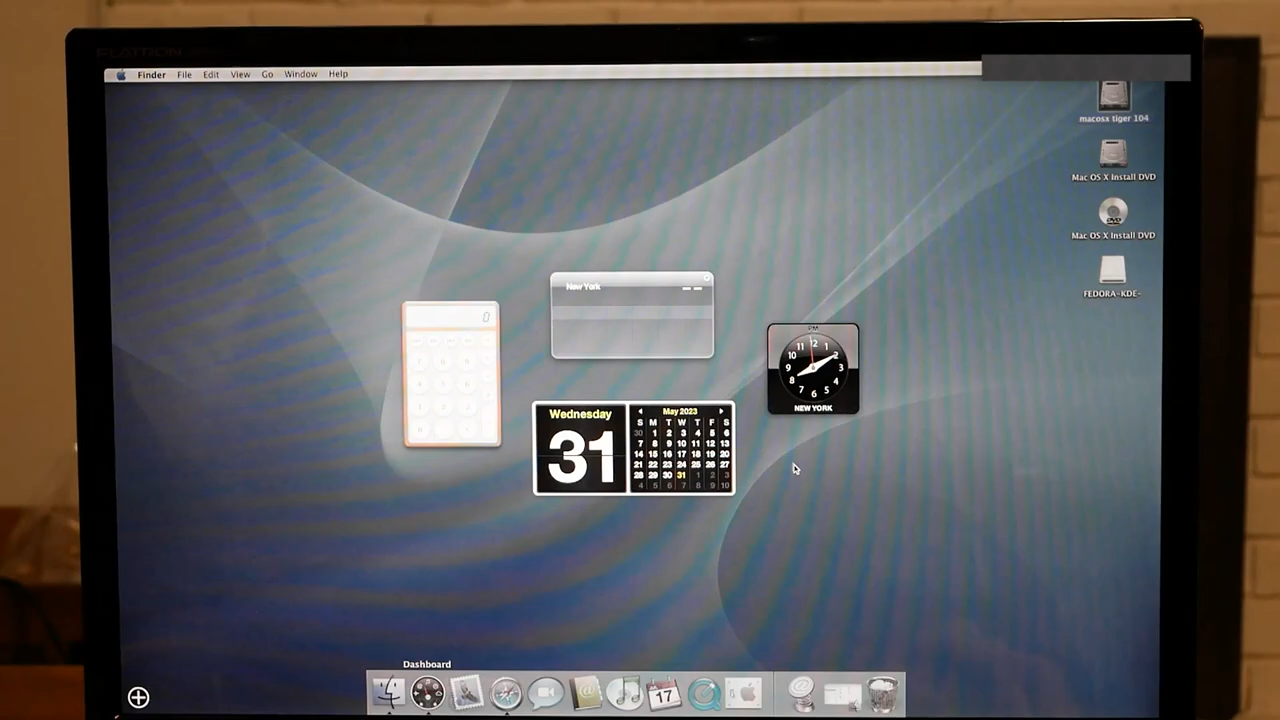 FLATRON
Finder File Edit View Go Window Help
macosx tiger 104
Mac OS X Install DVD
DVD
Mac OS X Install DVD
FEDORA-KDE-
New York
0
PM
11 12 1
10 2
9 3
8 4
7 6 5
NEW YORK
Wednesday
31
May 2023
S M T W T F S
30 1 2 3 4 5 6
7 8 9 10 11 12 13
14 15 16 17 18 19 20
21 22 23 24 25 26 27
28 29 30 31 1 2 3
4 5 6 7 8 9 10
Dashboard
17